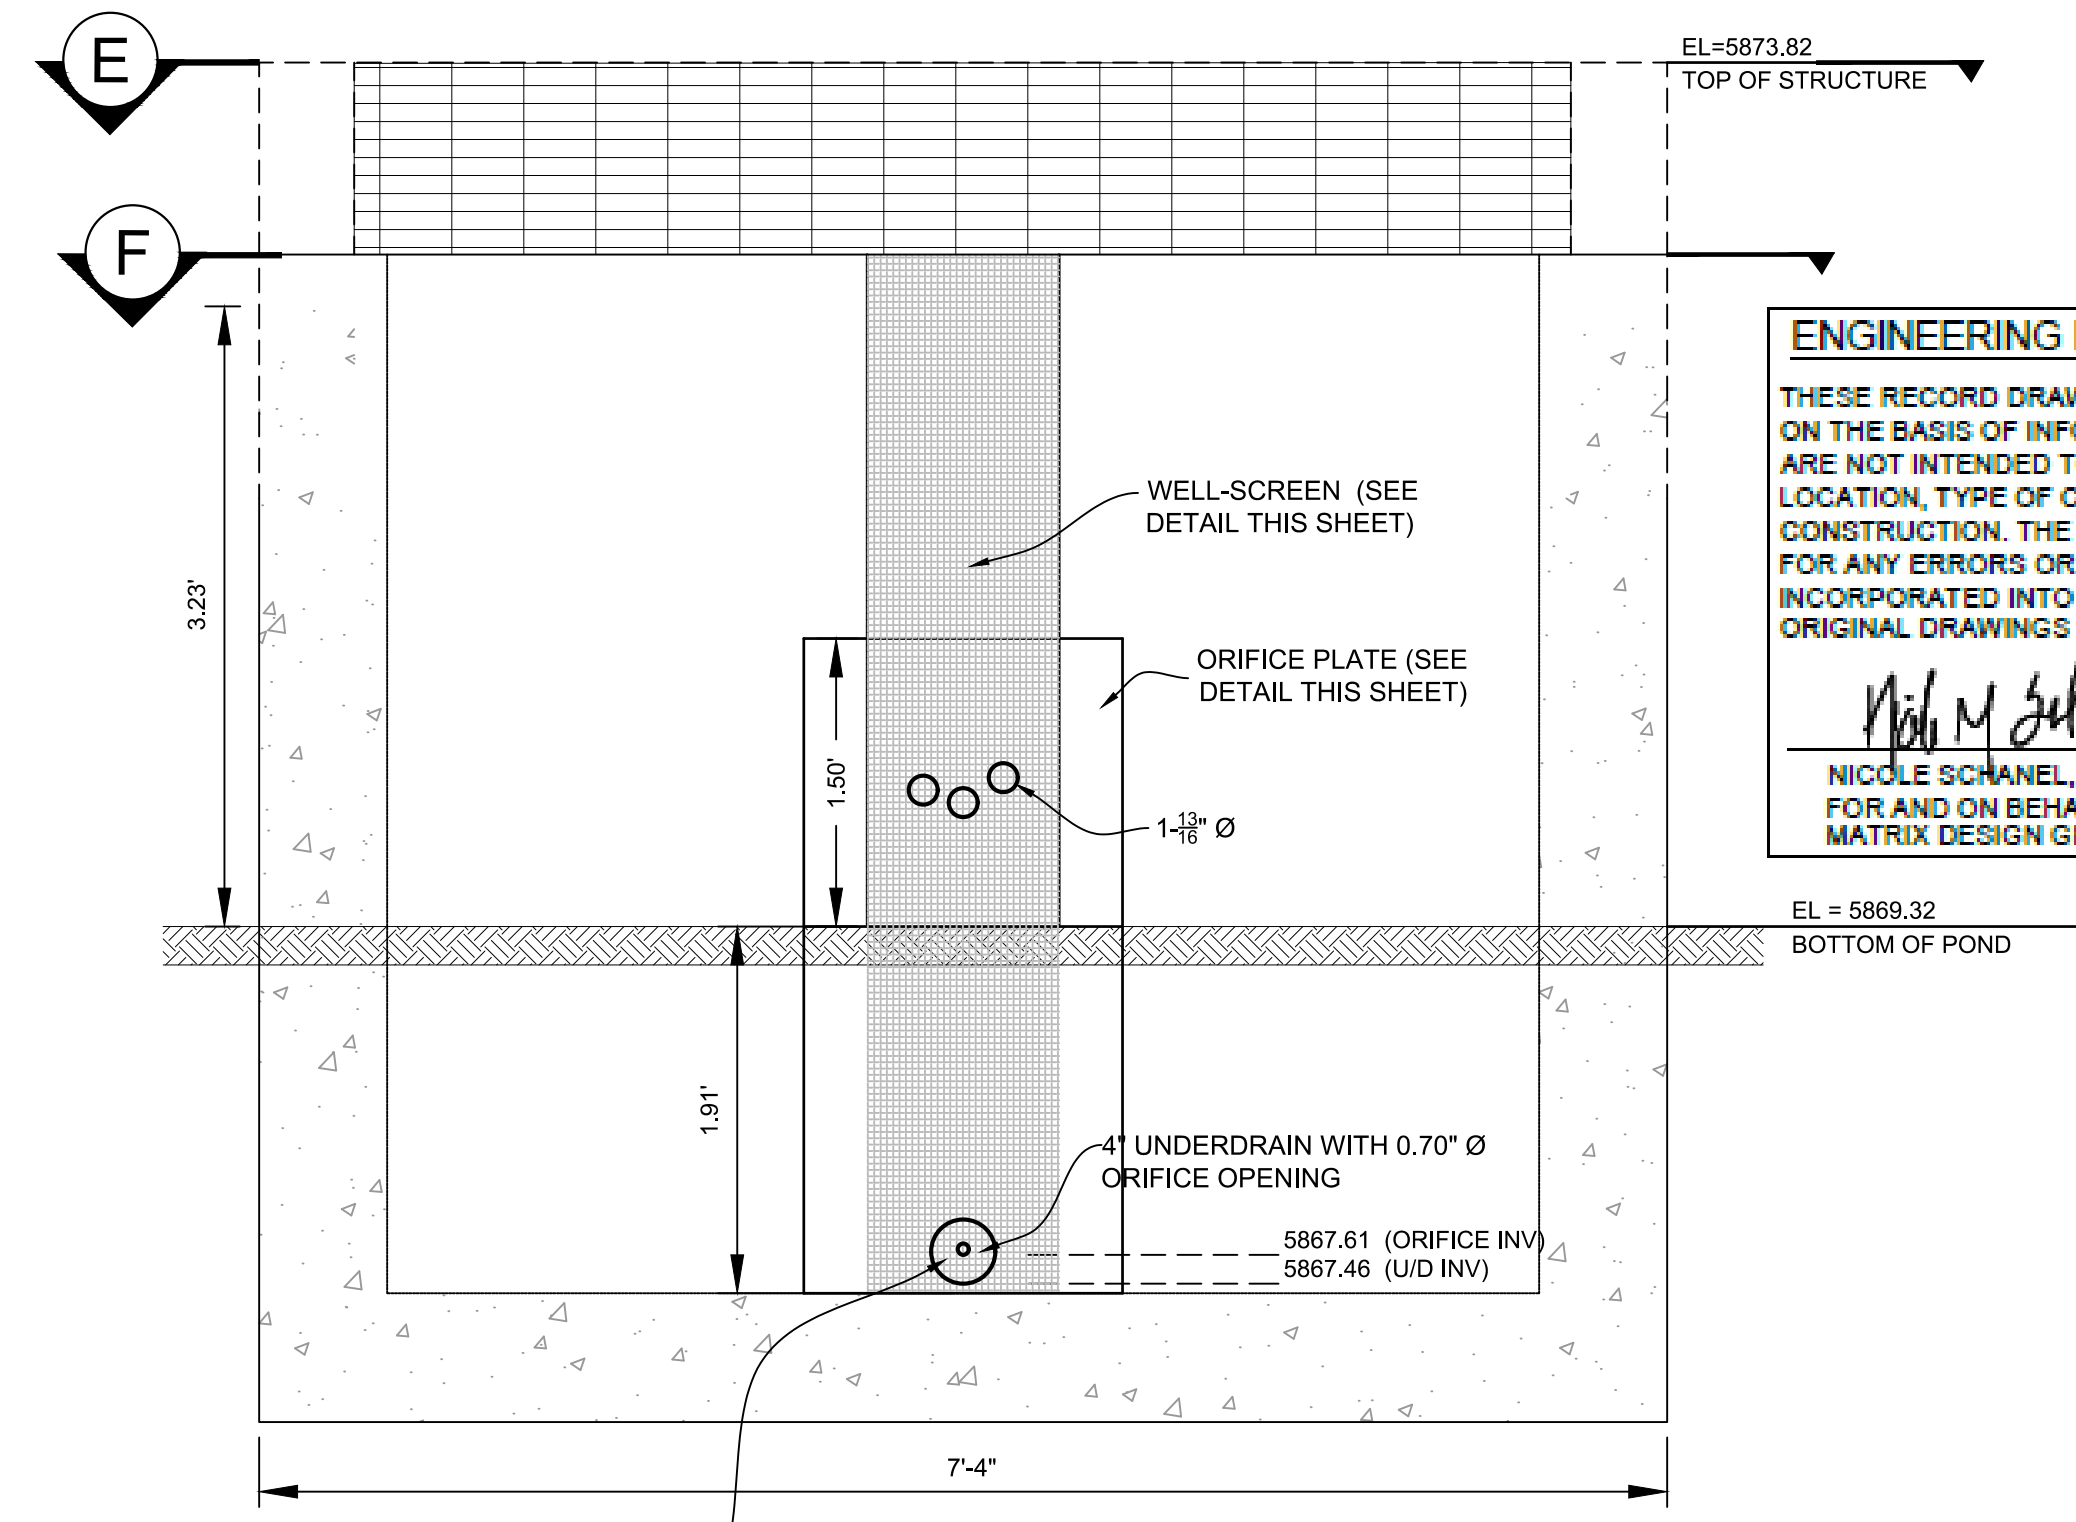 E
EL=5873.82
TOP OF STRUCTURE
F
ENGINEERING
THESE RECORD DRAW
ON THE BASIS OF INFO
ARE NOT INTENDED TO
LOCATION, TYPE OF C
CONSTRUCTION. THE
FOR ANY ERRORS OR
INCORPORATED INTO
ORIGINAL DRAWINGS
NICOLE SCHANEL,
FOR AND ON BEHA
MATRIX DESIGN G
WELL-SCREEN (SEE
DETAIL THIS SHEET)
3.23'
ORIFICE PLATE (SEE
DETAIL THIS SHEET)
1.50'
1-13/16" Ø
EL = 5869.32
BOTTOM OF POND
1.91'
4" UNDERDRAIN WITH 0.70" Ø
ORIFICE OPENING
5867.61 (ORIFICE INV)
5867.46 (U/D INV)
7'-4"